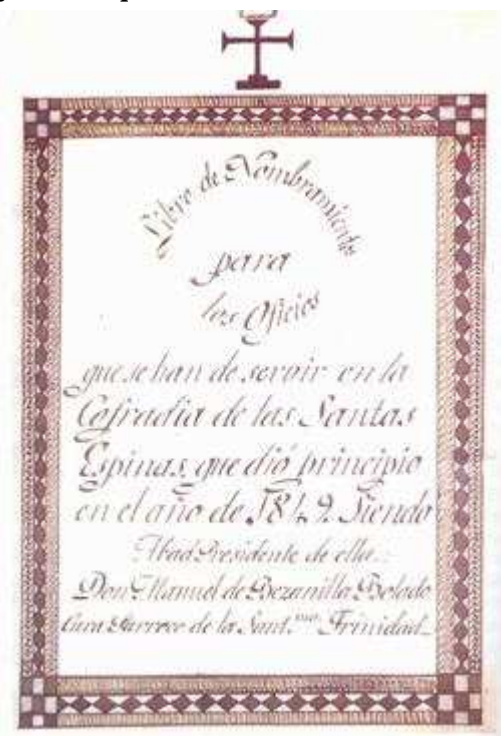 Libro de Nombramientos
para
los Oficios
que se han de servir en la
Cofradia de las Santas
Espinas, que dió principio
en el año de 1849. Siendo
Abad Presidente de ella
Don Manuel de Bezanilla Bolado
Cura Parroco de la Sant.ma Trinidad